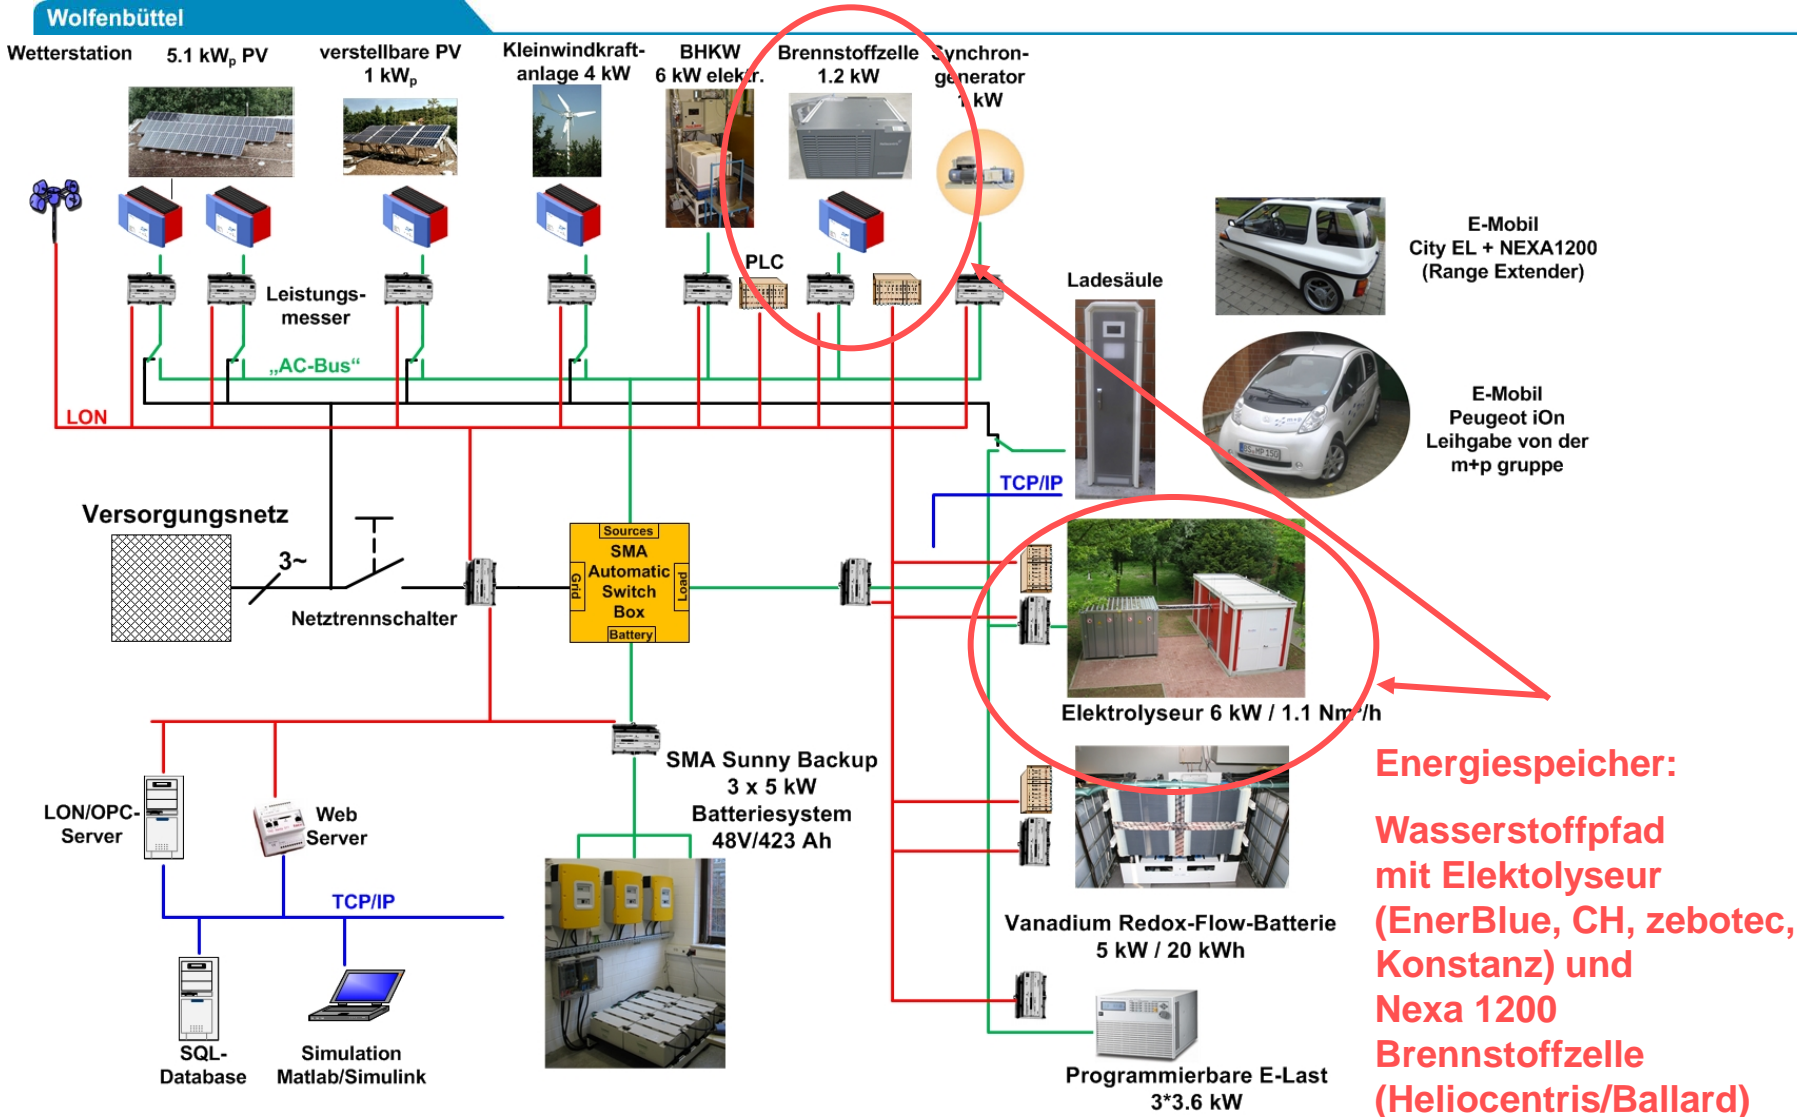 Wolfenbüttel
Wetterstation
5.1 kWp PV
verstellbare PV
1 kWp
Kleinwindkraft-
anlage 4 kW
BHKW
6 kW elektr.
Brennstoffzelle
1.2 kW
Synchron-
generator
1 kW
PLC
Leistungs-
messer
„AC-Bus“
LON
Ladesäule
E-Mobil
City EL + NEXA1200
(Range Extender)
E-Mobil
Peugeot iOn
Leihgabe von der
m+p gruppe
TCP/IP
Versorgungsnetz
3~
Netztrennschalter
Sources
SMA
Automatic
Switch
Box
Grid
Load
Battery
Elektrolyseur 6 kW / 1.1 Nm³/h
SMA Sunny Backup
3 x 5 kW
Batteriesystem
48V/423 Ah
LON/OPC-
Server
Web
Server
TCP/IP
SQL-
Database
Simulation
Matlab/Simulink
Vanadium Redox-Flow-Batterie
5 kW / 20 kWh
Programmierbare E-Last
3*3.6 kW
Energiespeicher:
Wasserstoffpfad
mit Elektolyseur
(EnerBlue, CH, zebotec,
Konstanz) und
Nexa 1200
Brennstoffzelle
(Heliocentris/Ballard)